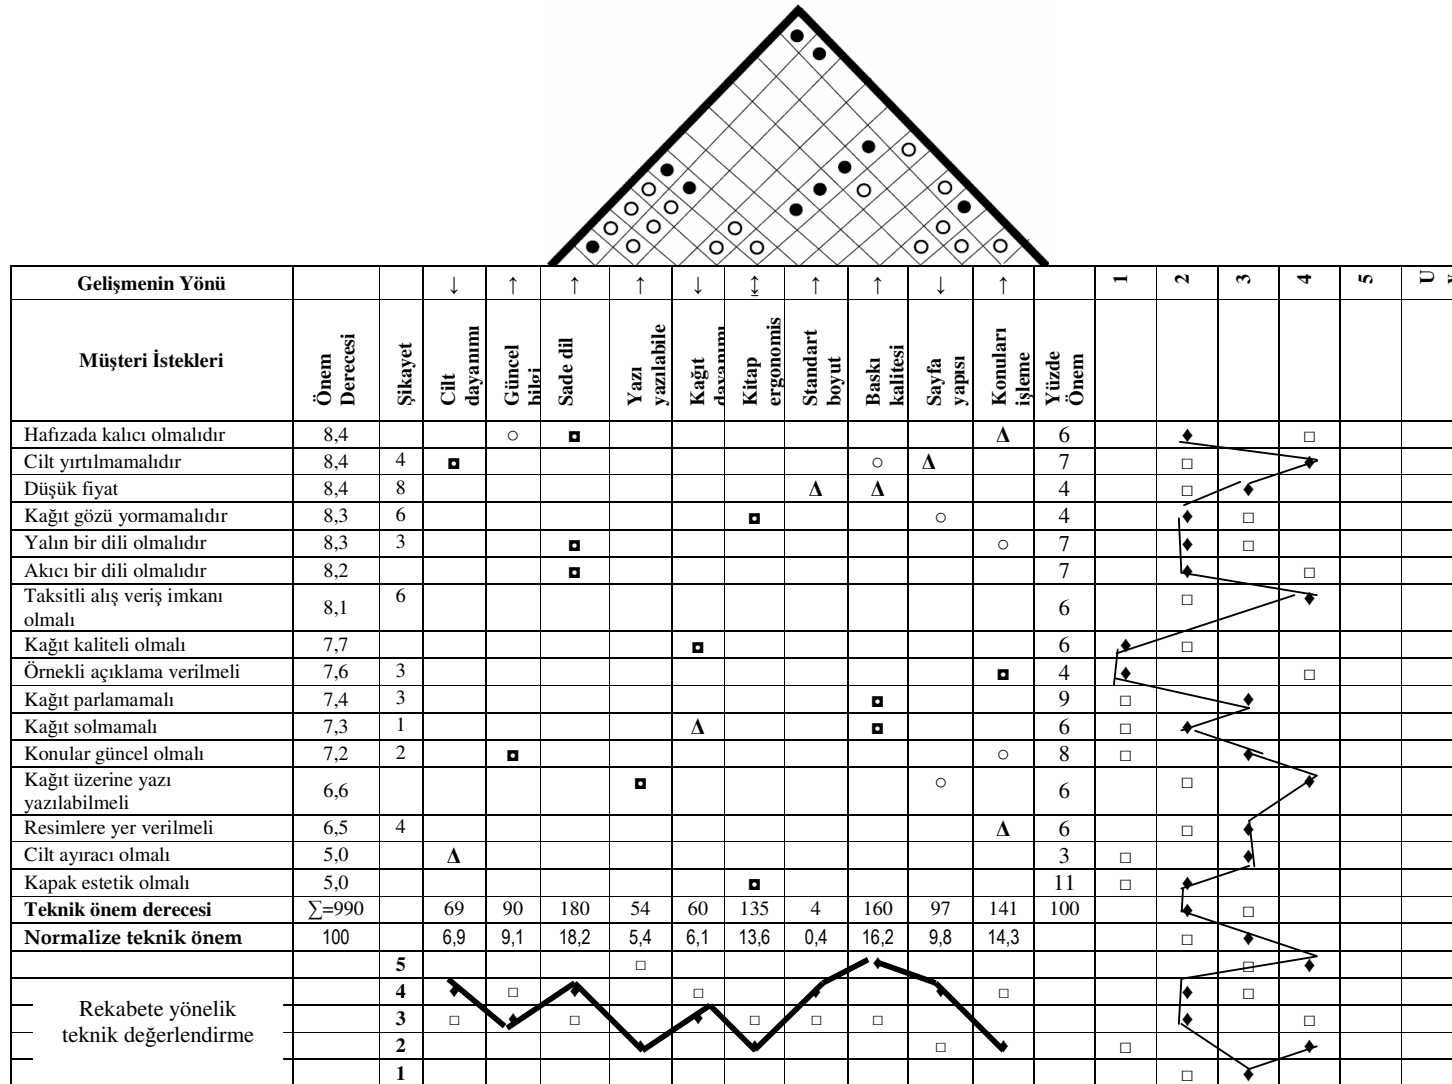 Gelişmenin Yönü ↓ ↑ ↑ ↑ ↓ ↕ ↑ ↑ ↓ ↑ 1 2 3 4 5 U
Müşteri İstekleri
Önem Derecesi
Şikayet
Cilt dayanımı
Güncel bilgi
Sade dil
Yazı yazılabile
Kağıt dayanımı
Kitap ergonomis
Standart boyut
Baskı kalitesi
Sayfa yapısı
Konuları işleme
Yüzde Önem
Hafızada kalıcı olmalıdır 8,4 ○ ◘ Δ 6
Cilt yırtılmamalıdır 8,4 4 ◘ ○ Δ 7
Düşük fiyat 8,4 8 Δ Δ 4
Kağıt gözü yormamalıdır 8,3 6 ◘ ○ 4
Yalın bir dili olmalıdır 8,3 3 ◘ ○ 7
Akıcı bir dili olmalıdır 8,2 ◘ 7
Taksitli alış veriş imkanı
olmalı 8,1 6 6
Kağıt kaliteli olmalı 7,7 ◘ 6
Örnekli açıklama verilmeli 7,6 3 ◘ 4
Kağıt parlamamalı 7,4 3 ◘ 9
Kağıt solmamalı 7,3 1 Δ ◘ 6
Konular güncel olmalı 7,2 2 ◘ ○ 8
Kağıt üzerine yazı
yazılabilmeli 6,6 ◘ ○ 6
Resimlere yer verilmeli 6,5 4 Δ 6
Cilt ayıracı olmalı 5,0 Δ 3
Kapak estetik olmalı 5,0 ◘ 11
Teknik önem derecesi ∑=990 69 90 180 54 60 135 4 160 97 141 100
Normalize teknik önem 100 6,9 9,1 18,2 5,4 6,1 13,6 0,4 16,2 9,8 14,3
5
4
Rekabete yönelik
3
teknik değerlendirme
2
1